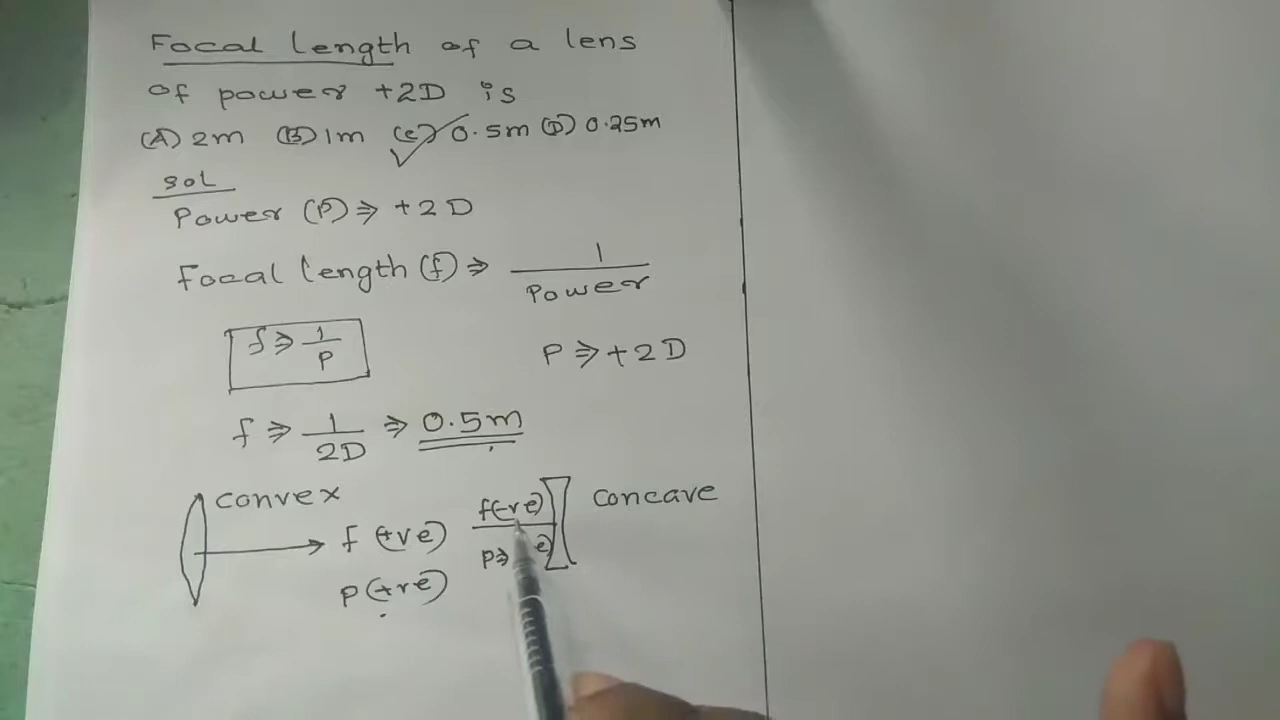 Focal length of a lens
of power +2D is
(A) 2m (B) 1m (C) 0.5m (D) 0.25m
sol
Power (P) ⇒ +2D
Focal length (f) ⇒ 1/Power
f ⇒ 1/P
P ⇒ +2D
f ⇒ 1/2D ⇒ 0.5m
convex
f (+ve)
p (+ve)
f(-ve)
p⇒ e)
concave